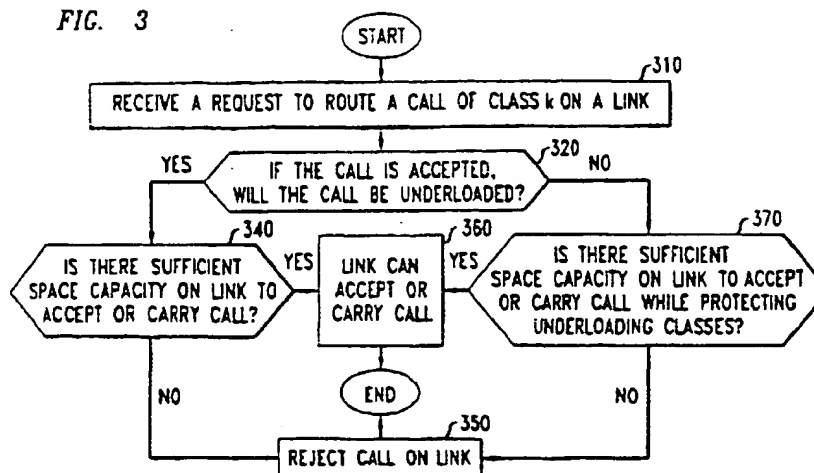 FIG. 3
START
310
RECEIVE A REQUEST TO ROUTE A CALL OF CLASS k ON A LINK
320
YES
IF THE CALL IS ACCEPTED,
WILL THE CALL BE UNDERLOADED?
NO
340
IS THERE SUFFICIENT
SPACE CAPACITY ON LINK TO
ACCEPT OR CARRY CALL?
YES
360
LINK CAN
ACCEPT OR
CARRY CALL
YES
370
IS THERE SUFFICIENT
SPACE CAPACITY ON LINK TO ACCEPT
OR CARRY CALL WHILE PROTECTING
UNDERLOADING CLASSES?
NO
END
NO
350
REJECT CALL ON LINK